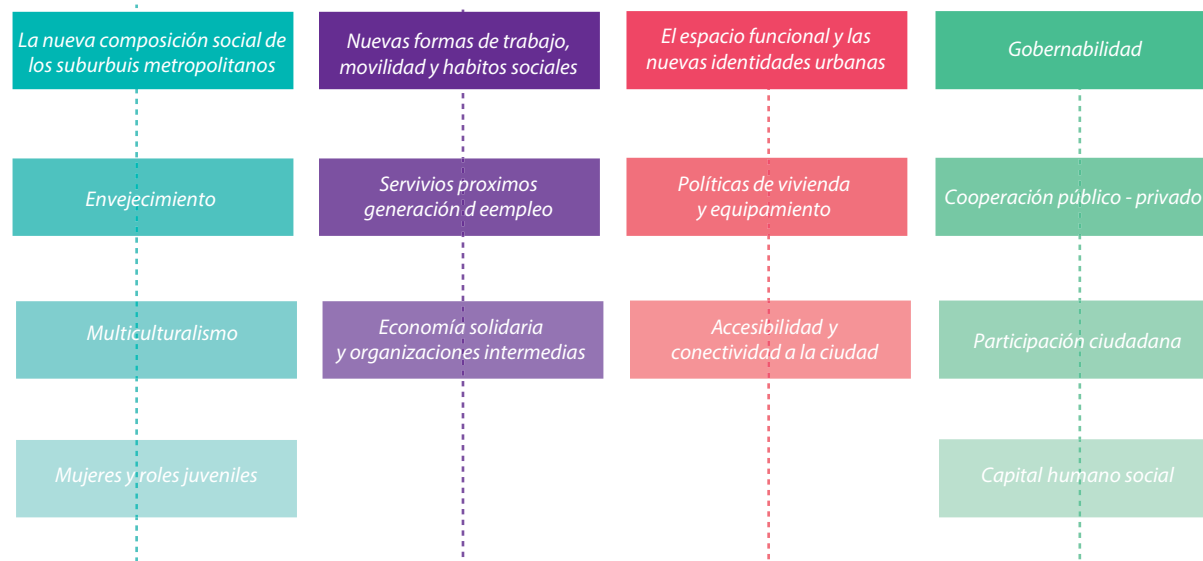 La nueva composición social de
los suburbuis metropolitanos
Nuevas formas de trabajo,
movilidad y habitos sociales
El espacio funcional y las
nuevas identidades urbanas
Gobernabilidad
Envejecimiento
Servivios proximos
generación d eempleo
Políticas de vivienda
y equipamiento
Cooperación público - privado
Multiculturalismo
Economía solidaria
y organizaciones intermedias
Accesibilidad y
conectividad a la ciudad
Participación ciudadana
Mujeres y roles juveniles
Capital humano social